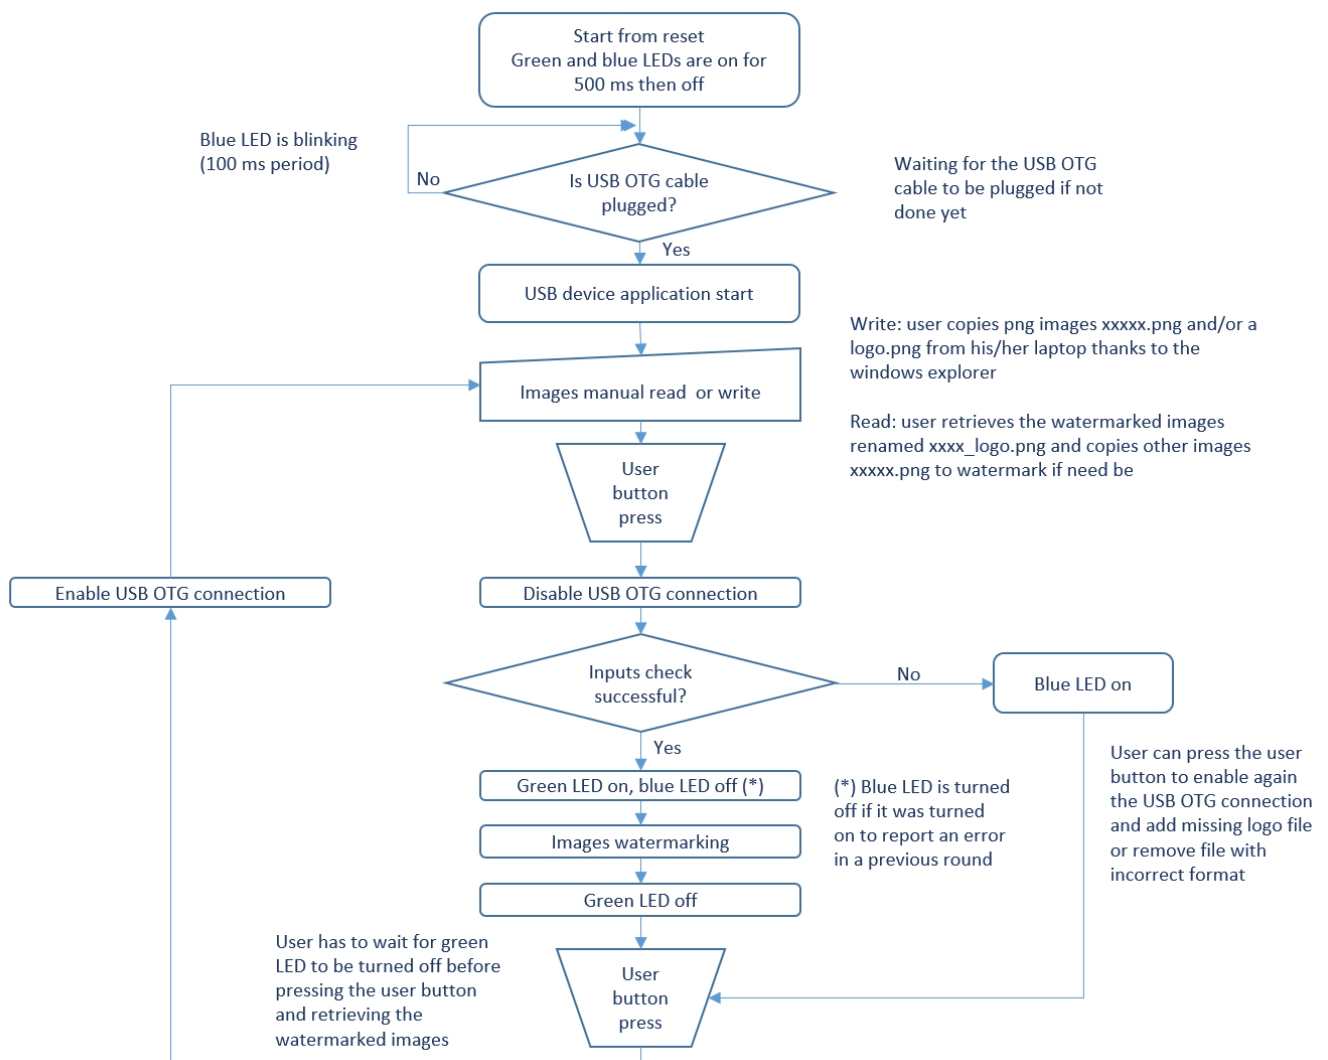 Start from reset
Green and blue LEDs are on for
500 ms then off
Blue LED is blinking
(100 ms period)
No
Is USB OTG cable
plugged?
Waiting for the USB OTG
cable to be plugged if not
done yet
Yes
USB device application start
Write: user copies png images xxxxx.png and/or a
logo.png from his/her laptop thanks to the
windows explorer
Images manual read  or write
Read: user retrieves the watermarked images
renamed xxxx_logo.png and copies other images
xxxxx.png to watermark if need be
User
button
press
Enable USB OTG connection
Disable USB OTG connection
Inputs check
successful?
No
Blue LED on
Yes
Green LED on, blue LED off (*)
(*) Blue LED is turned
off if it was turned
on to report an error
in a previous round
User can press the user
button to enable again
the USB OTG connection
and add missing logo file
or remove file with
incorrect format
Images watermarking
Green LED off
User has to wait for green
LED to be turned off before
pressing the user button
and retrieving the
watermarked images
User
button
press